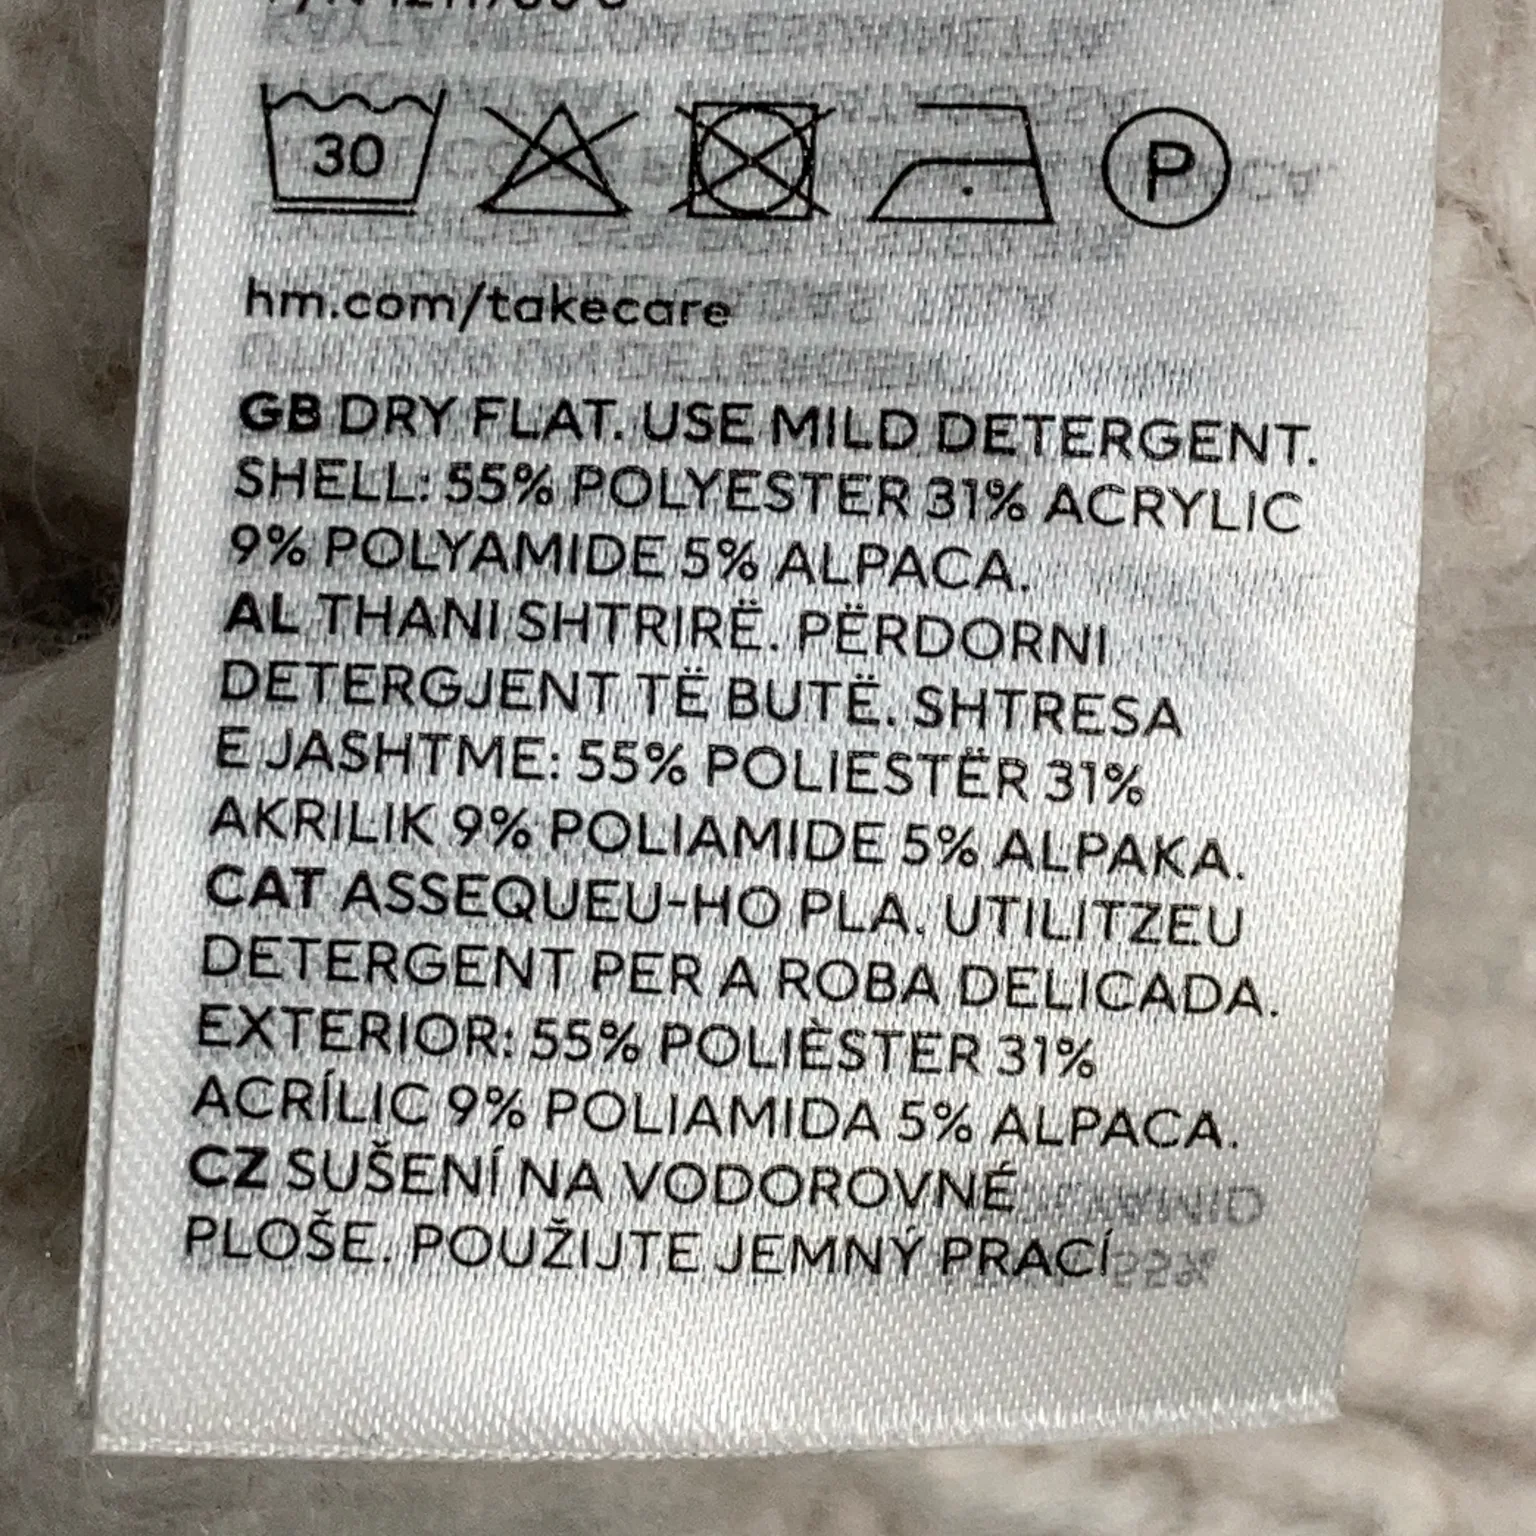 30
P
hm.com/takecare
GB DRY FLAT. USE MILD DETERGENT.
SHELL: 55% POLYESTER 31% ACRYLIC
9% POLYAMIDE 5% ALPACA.
AL THANI SHTRIRË. PËRDORNI
DETERGJENT TË BUTË. SHTRESA
E JASHTME: 55% POLIESTËR 31%
AKRILIK 9% POLIAMIDE 5% ALPAKA.
CAT ASSEQUEU-HO PLA. UTILITZEU
DETERGENT PER A ROBA DELICADA.
EXTERIOR: 55% POLIÈSTER 31%
ACRÍLIC 9% POLIAMIDA 5% ALPACA.
CZ SUŠENÍ NA VODOROVNÉ
PLOŠE. POUŽIJTE JEMNÝ PRACÍ